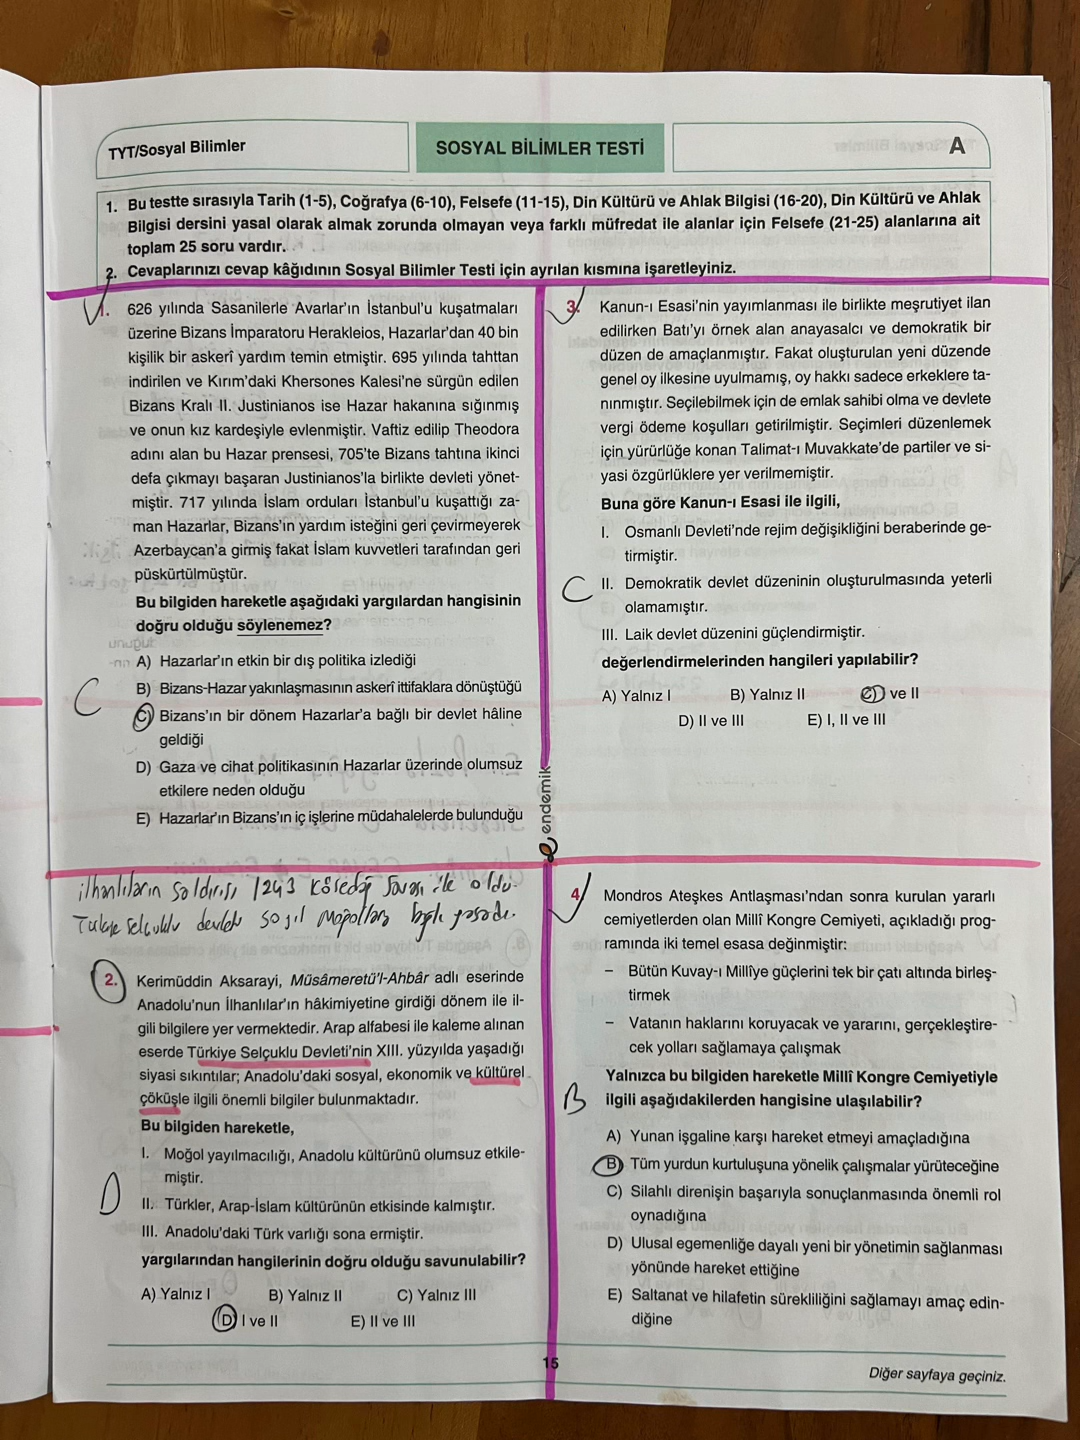 TYT/Sosyal Bilimler
SOSYAL BİLİMLER TESTİ
A
1. Bu testte sırasıyla Tarih (1-5), Coğrafya (6-10), Felsefe (11-15), Din Kültürü ve Ahlak Bilgisi (16-20), Din Kültürü ve Ahlak
Bilgisi dersini yasal olarak almak zorunda olmayan veya farklı müfredat ile alanlar için Felsefe (21-25) alanlarına ait
toplam 25 soru vardır.
2. Cevaplarınızı cevap kâğıdının Sosyal Bilimler Testi için ayrılan kısmına işaretleyiniz.
1. 626 yılında Sasanilerle Avarlar'ın İstanbul'u kuşatmaları
üzerine Bizans İmparatoru Herakleios, Hazarlar'dan 40 bin
kişilik bir askerî yardım temin etmiştir. 695 yılında tahttan
indirilen ve Kırım'daki Khersones Kalesi'ne sürgün edilen
Bizans Kralı II. Justinianos ise Hazar hakanına sığınmış
ve onun kız kardeşiyle evlenmiştir. Vaftiz edilip Theodora
adını alan bu Hazar prensesi, 705'te Bizans tahtına ikinci
defa çıkmayı başaran Justinianos'la birlikte devleti yönet-
miştir. 717 yılında İslam orduları İstanbul'u kuşattığı za-
man Hazarlar, Bizans'ın yardım isteğini geri çevirmeyerek
Azerbaycan'a girmiş fakat İslam kuvvetleri tarafından geri
püskürtülmüştür.
Bu bilgiden hareketle aşağıdaki yargılardan hangisinin
doğru olduğu söylenemez?
A) Hazarlar'ın etkin bir dış politika izlediği
B) Bizans-Hazar yakınlaşmasının askerî ittifaklara dönüştüğü
C
C) Bizans'ın bir dönem Hazarlar'a bağlı bir devlet hâline
geldiği
D) Gaza ve cihat politikasının Hazarlar üzerinde olumsuz
etkilere neden olduğu
E) Hazarlar'ın Bizans'ın iç işlerine müdahalelerde bulunduğu
ilhanlıların saldırısı 1243 Kösedağ Savaşı ile oldu.
devleti
2. Kerimüddin Aksarayi, Müsâmeretü'l-Ahbâr adlı eserinde
Anadolu'nun İlhanlılar'ın hâkimiyetine girdiği dönem ile il-
gili bilgilere yer vermektedir. Arap alfabesi ile kaleme alınan
eserde Türkiye Selçuklu Devleti'nin XIII. yüzyılda yaşadığı
siyasi sıkıntılar; Anadolu'daki sosyal, ekonomik ve kültürel
çöküşle ilgili önemli bilgiler bulunmaktadır.
Bu bilgiden hareketle,
I. Moğol yayılmacılığı, Anadolu kültürünü olumsuz etkile-
miştir.
D
II. Türkler, Arap-İslam kültürünün etkisinde kalmıştır.
III. Anadolu'daki Türk varlığı sona ermiştir.
yargılarından hangilerinin doğru olduğu savunulabilir?
A) Yalnız I B) Yalnız II C) Yalnız III
D) I ve II E) II ve III
endemik
3. Kanun-ı Esasi'nin yayımlanması ile birlikte meşrutiyet ilan
edilirken Batı'yı örnek alan anayasalcı ve demokratik bir
düzen de amaçlanmıştır. Fakat oluşturulan yeni düzende
genel oy ilkesine uyulmamış, oy hakkı sadece erkeklere ta-
nınmıştır. Seçilebilmek için de emlak sahibi olma ve devlete
vergi ödeme koşulları getirilmiştir. Seçimleri düzenlemek
için yürürlüğe konan Talimat-ı Muvakkate'de partiler ve si-
yasi özgürlüklere yer verilmemiştir.
Buna göre Kanun-ı Esasi ile ilgili,
I. Osmanlı Devleti'nde rejim değişikliğini beraberinde ge-
tirmiştir.
C
II. Demokratik devlet düzeninin oluşturulmasında yeterli
olamamıştır.
III. Laik devlet düzenini güçlendirmiştir.
değerlendirmelerinden hangileri yapılabilir?
A) Yalnız I B) Yalnız II C) I ve II
D) II ve III E) I, II ve III
4. Mondros Ateşkes Antlaşması'ndan sonra kurulan yararlı
cemiyetlerden olan Millî Kongre Cemiyeti, açıkladığı prog-
ramında iki temel esasa değinmiştir:
– Bütün Kuvay-ı Millîye güçlerini tek bir çatı altında birleş-
tirmek
– Vatanın haklarını koruyacak ve yararını, gerçekleştire-
cek yolları sağlamaya çalışmak
Yalnızca bu bilgiden hareketle Millî Kongre Cemiyetiyle
B
ilgili aşağıdakilerden hangisine ulaşılabilir?
A) Yunan işgaline karşı hareket etmeyi amaçladığına
B) Tüm yurdun kurtuluşuna yönelik çalışmalar yürüteceğine
C) Silahlı direnişin başarıyla sonuçlanmasında önemli rol
oynadığına
D) Ulusal egemenliğe dayalı yeni bir yönetimin sağlanması
yönünde hareket ettiğine
E) Saltanat ve hilafetin sürekliliğini sağlamayı amaç edin-
diğine
15
Diğer sayfaya geçiniz.